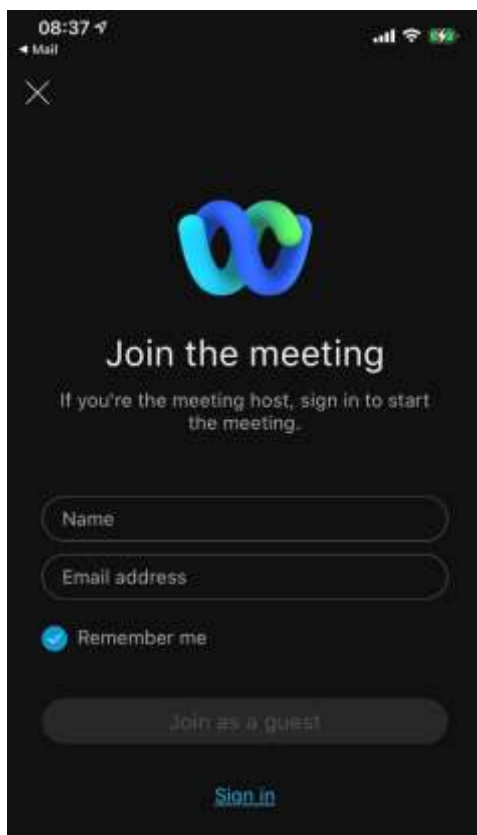 08:37
Mail
Join the meeting
If you're the meeting host, sign in to start
the meeting.
Name
Email address
Remember me
Join as a guest
Sign in